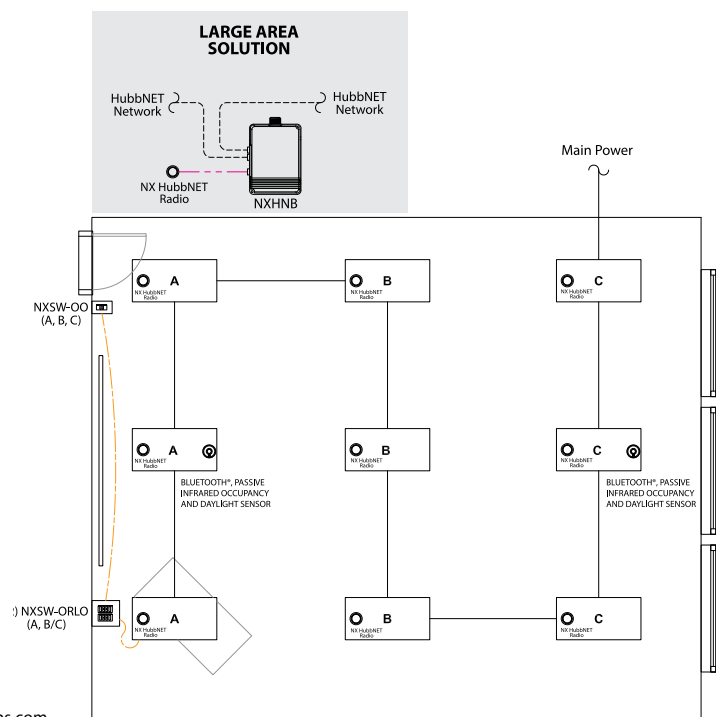 LARGE AREA
SOLUTION
HubbNET
Network
HubbNET
Network
NX HubbNET
Radio
NXHNB
Main Power
A
NX HubbNET
Radio
B
NX HubbNET
Radio
C
NX HubbNET
Radio
NXSW-OO
(A, B, C)
A
NX HubbNET
Radio
B
NX HubbNET
Radio
C
NX HubbNET
Radio
BLUETOOTH®, PASSIVE
INFRARED OCCUPANCY
AND DAYLIGHT SENSOR
BLUETOOTH®, PASSIVE
INFRARED OCCUPANCY
AND DAYLIGHT SENSOR
) NXSW-ORLO
(A, B/C)
A
NX HubbNET
Radio
B
NX HubbNET
Radio
C
NX HubbNET
Radio